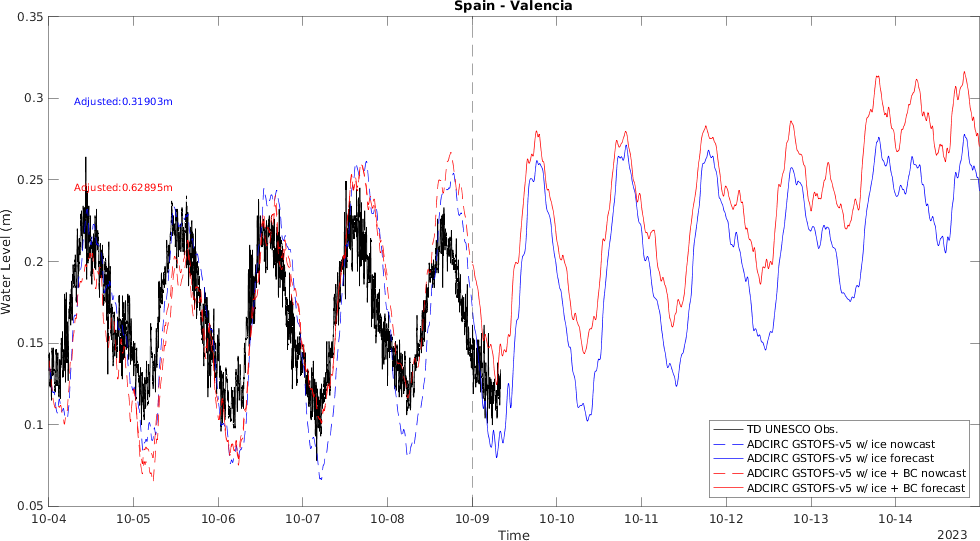 Spain - Valencia
0.35
0.3
0.25
0.2
0.15
0.1
0.05
Water Level (m)
Adjusted:0.31903m
Adjusted:0.62895m
TD UNESCO Obs.
ADCIRC GSTOFS-v5 w/ ice nowcast
ADCIRC GSTOFS-v5 w/ ice forecast
ADCIRC GSTOFS-v5 w/ ice + BC nowcast
ADCIRC GSTOFS-v5 w/ ice + BC forecast
10-04 10-05 10-06 10-07 10-08 10-09 10-10 10-11 10-12 10-13 10-14
Time
2023